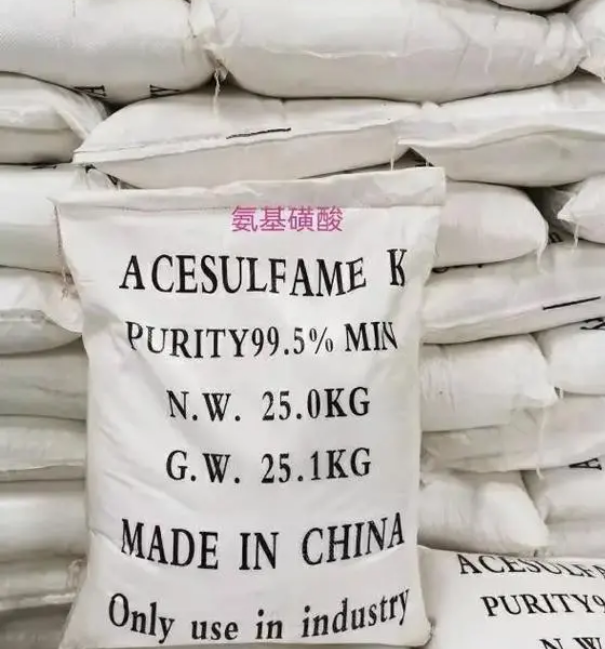 氨基磺酸
ACESULFAME K
PURITY99.5% MIN
N.W. 25.0KG
G.W. 25.1KG
MADE IN CHINA
Only use in industry
PURITY9
N.W